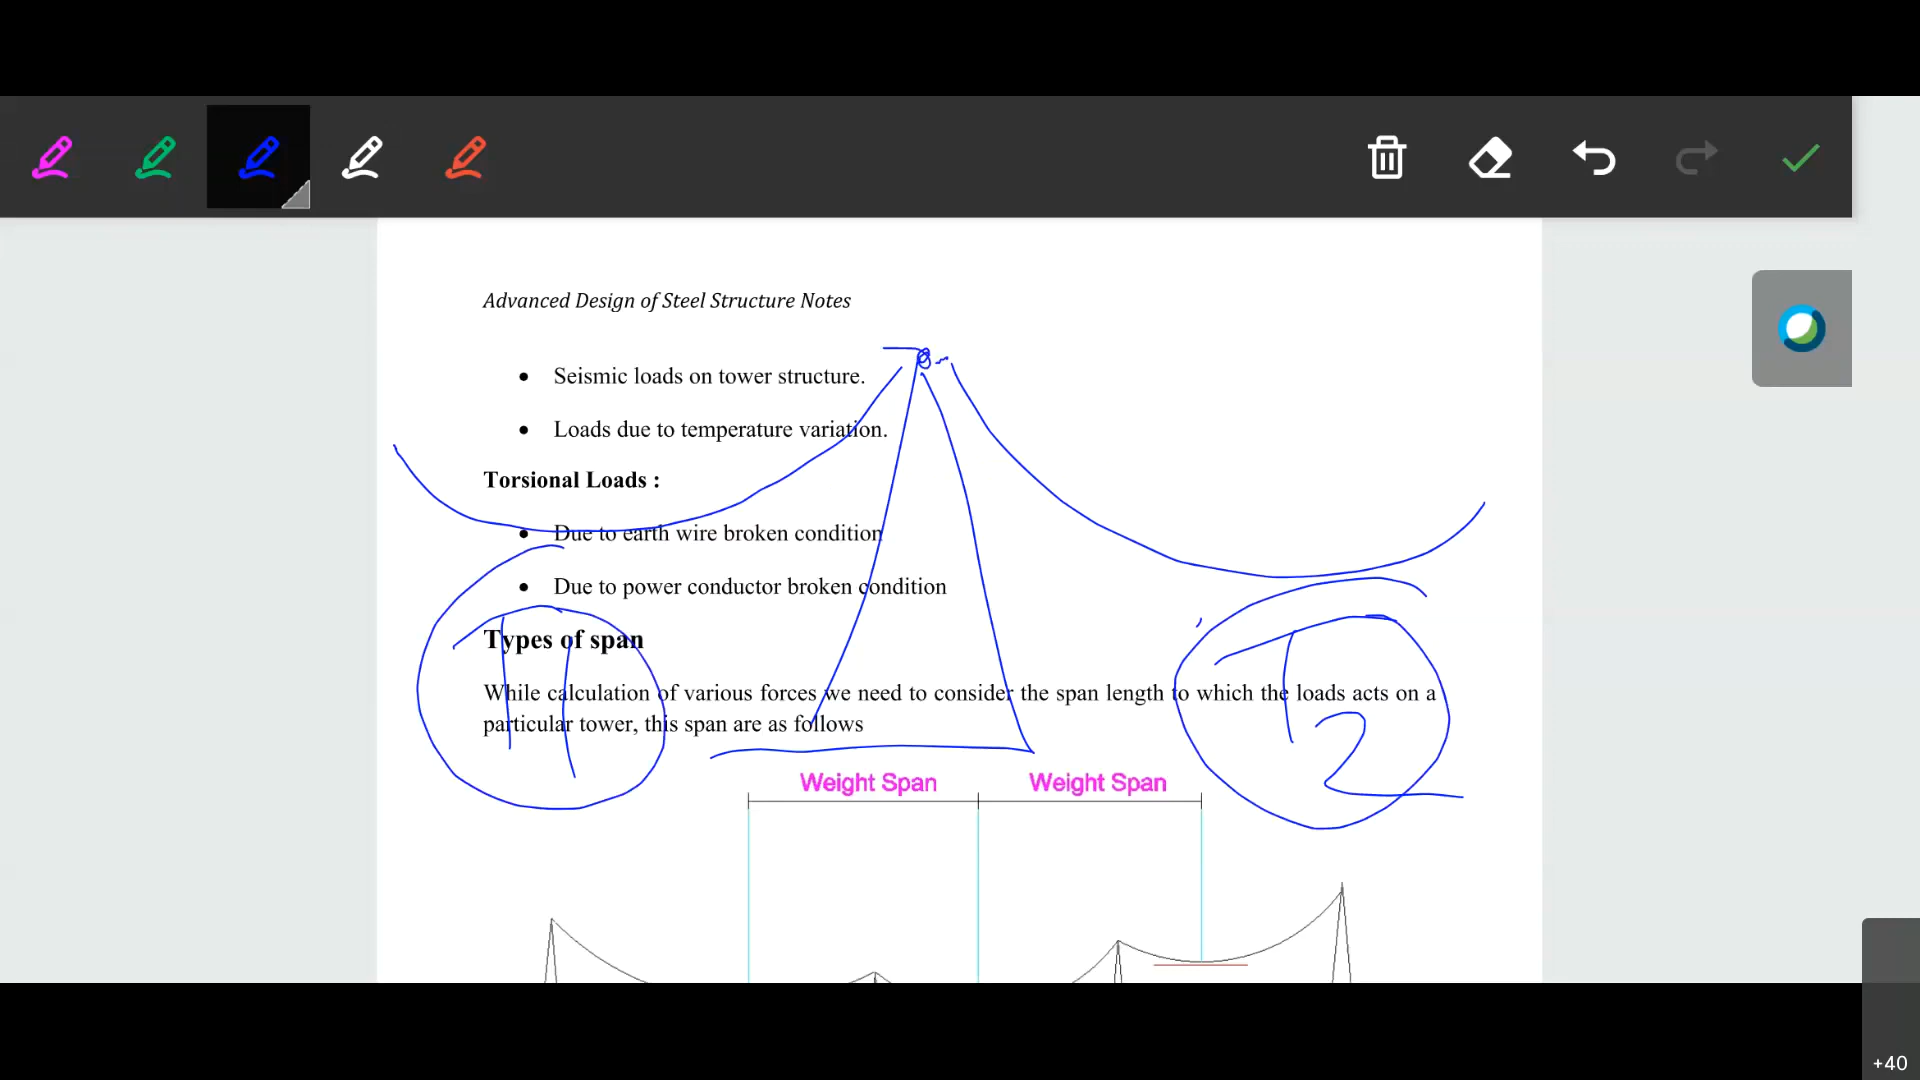 Advanced Design of Steel Structure Notes
• Seismic loads on tower structure.
• Loads due to temperature variation.
Torsional Loads :
• Due to earth wire broken condition
• Due to power conductor broken condition
Types of span
While calculation of various forces we need to consider the span length to which the loads acts on a
particular tower, this span are as follows
T1
T2
Weight Span Weight Span
+40